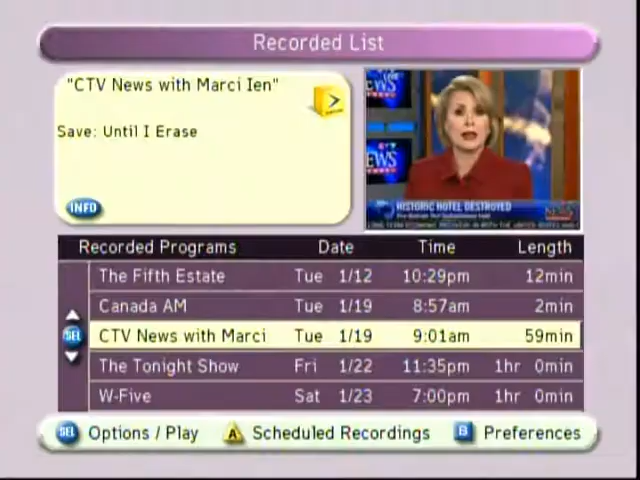 Recorded List
"CTV News with Marci Ien"
Save: Until I Erase
INFO
NEWS
HISTORIC HOTEL DESTROYED
Recorded Programs Date Time Length
The Fifth Estate Tue 1/12 10:29pm 12min
Canada AM Tue 1/19 8:57am 2min
SEL CTV News with Marci Tue 1/19 9:01am 59min
The Tonight Show Fri 1/22 11:35pm 1hr 0min
W-Five Sat 1/23 7:00pm 1hr 0min
SEL Options / Play A Scheduled Recordings B Preferences